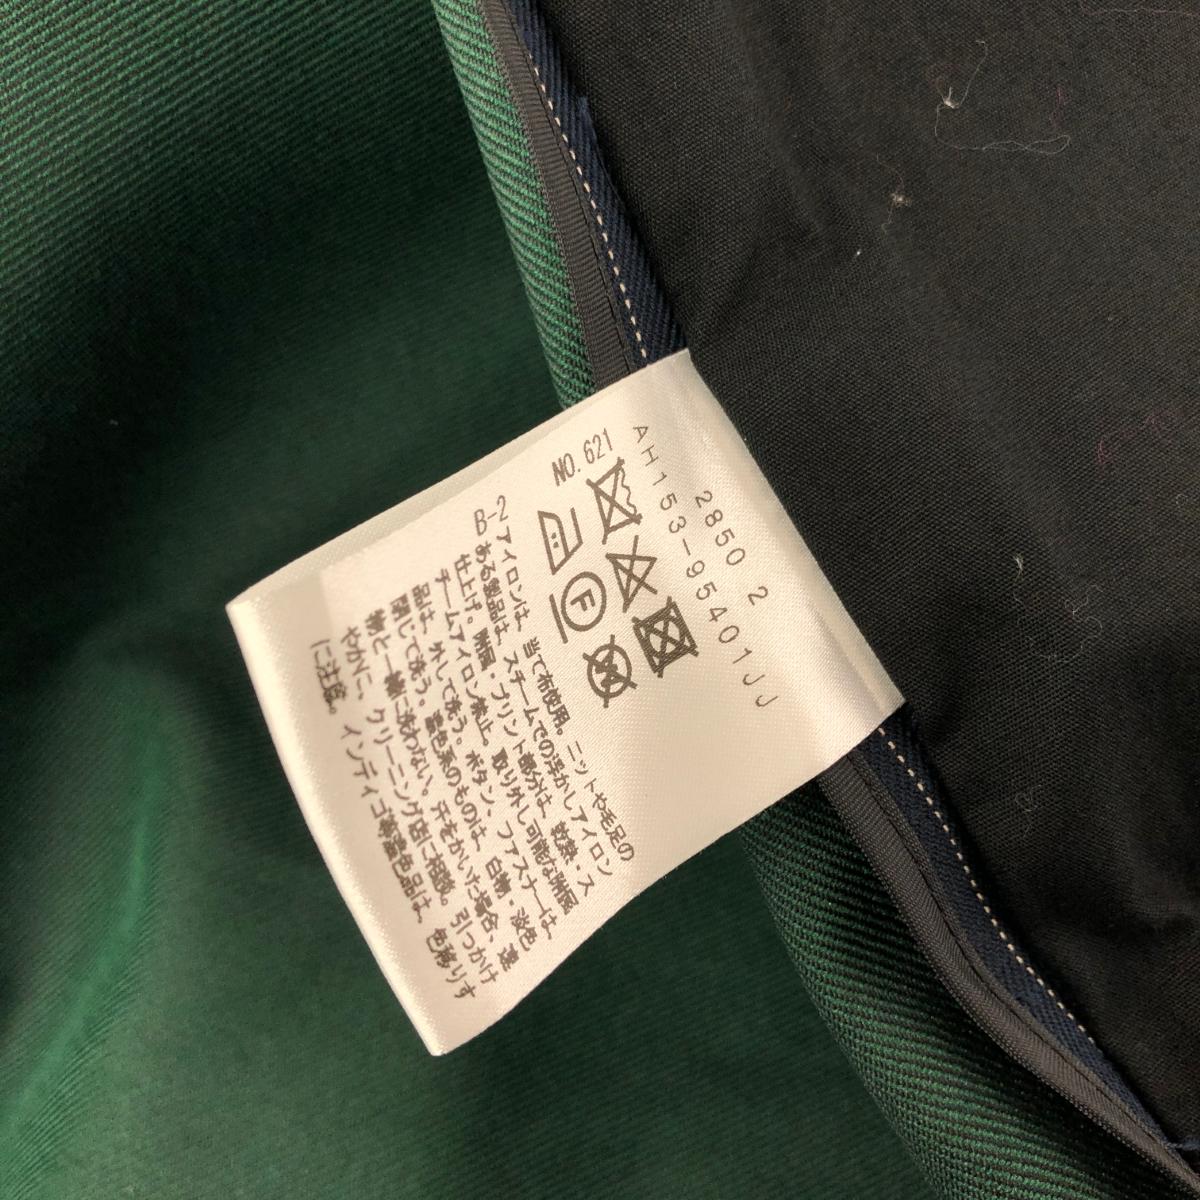 2850 2
AH153-95401JJ
NO. 621
F
W
B-2
アイロンは、当て布使用。ニットや毛足の
ある製品は、スチームでの浮かしアイロン
仕上げ。附属・プリント部分は、乾燥・ス
チームアイロン禁止。取り外し可能な附属
品は、外して洗う。ボタン、ファスナーは、
閉じて洗う。濃色系のものは、白物・淡色
物と一緒に洗わない。汗をかいた場合、速
やかに、クリーニング店に相談。引っかけ
に注意。インディゴ、濃色品は、色移りす